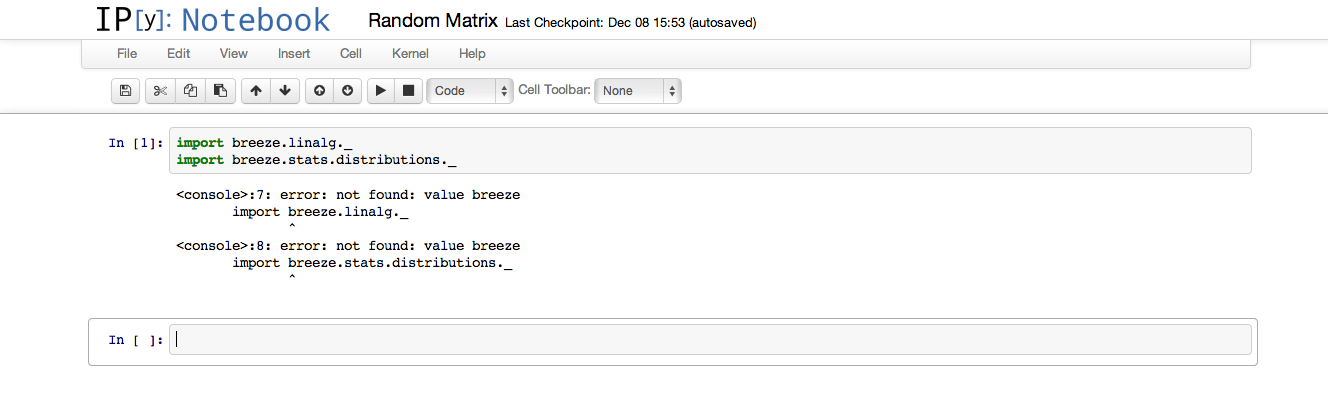 IP[y]: Notebook Random Matrix Last Checkpoint: Dec 08 15:53 (autosaved)
File Edit View Insert Cell Kernel Help
Code Cell Toolbar: None
In [1]: import breeze.linalg._
import breeze.stats.distributions._
<console>:7: error: not found: value breeze
import breeze.linalg._
^
<console>:8: error: not found: value breeze
import breeze.stats.distributions._
^
In [ ]: